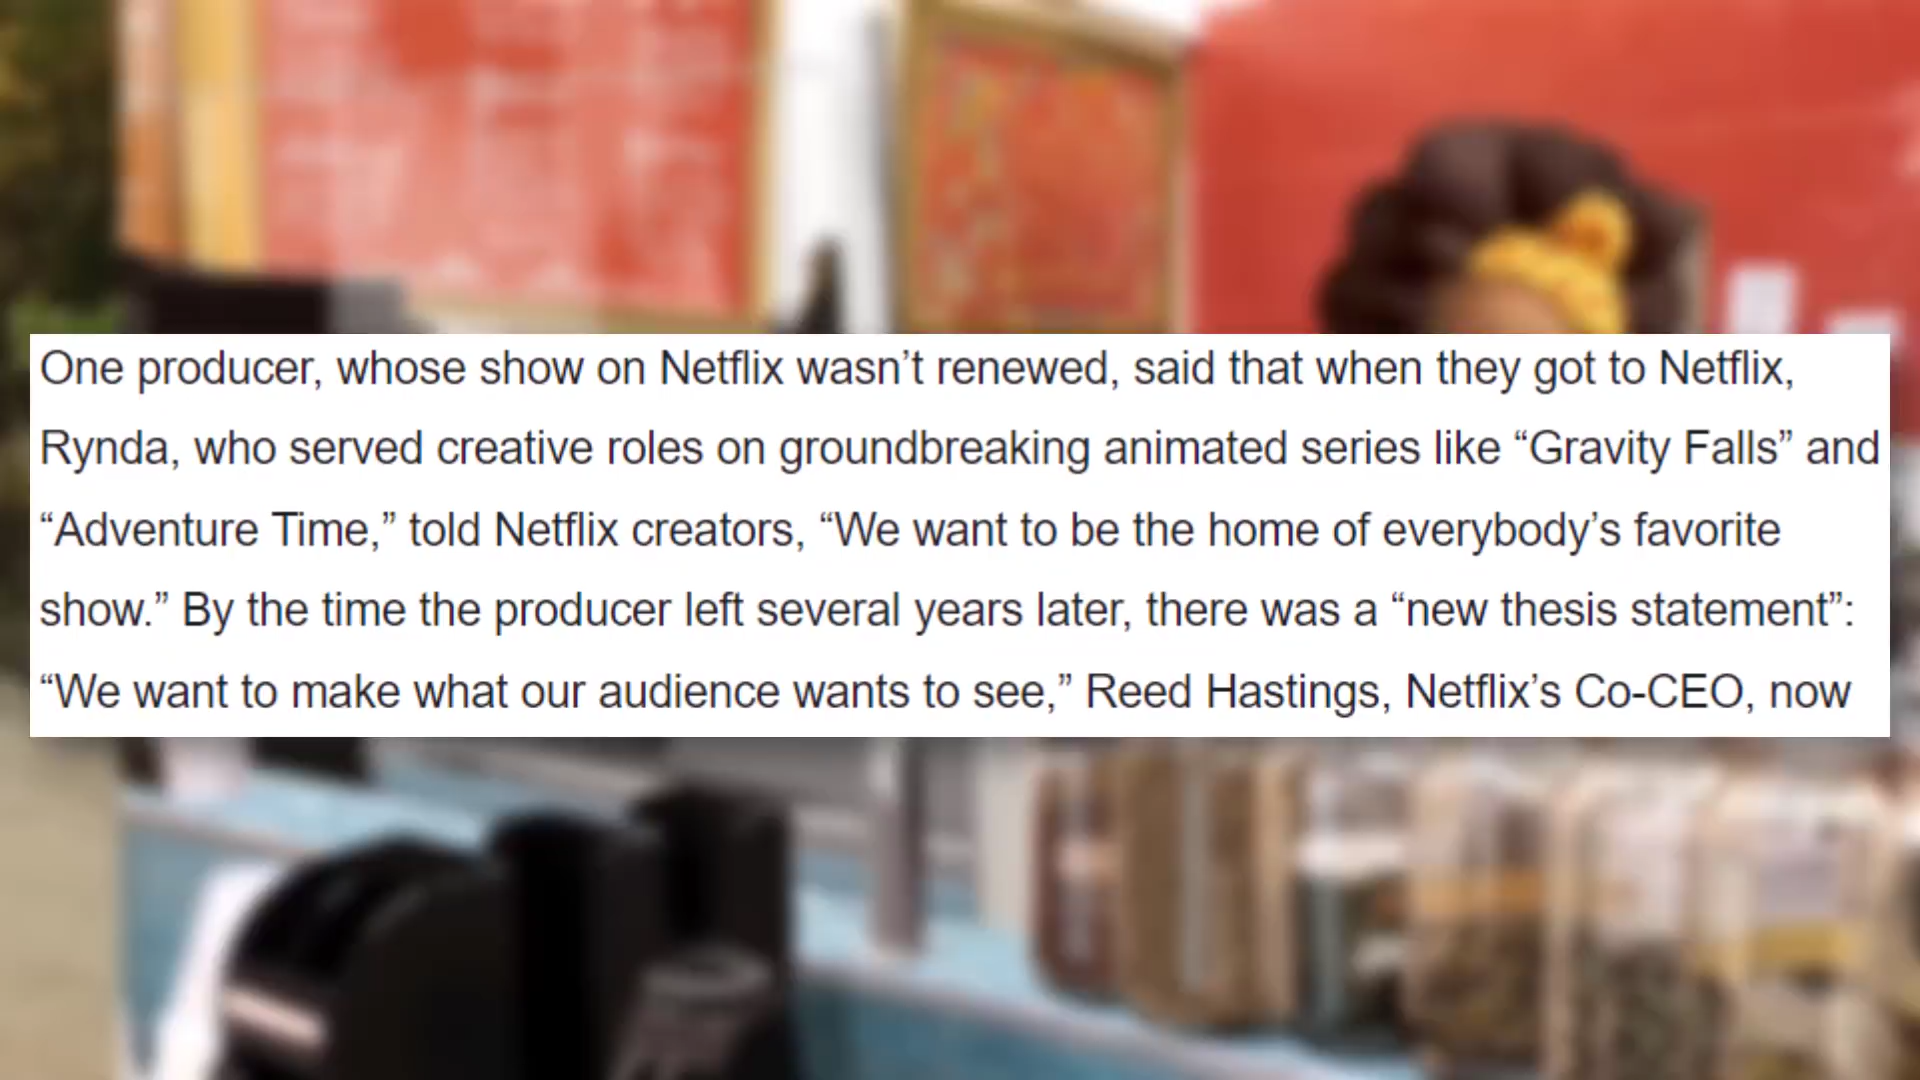 One producer, whose show on Netflix wasn’t renewed, said that when they got to Netflix,
Rynda, who served creative roles on groundbreaking animated series like “Gravity Falls” and
“Adventure Time,” told Netflix creators, “We want to be the home of everybody’s favorite
show.” By the time the producer left several years later, there was a “new thesis statement”:
“We want to make what our audience wants to see,” Reed Hastings, Netflix’s Co-CEO, now